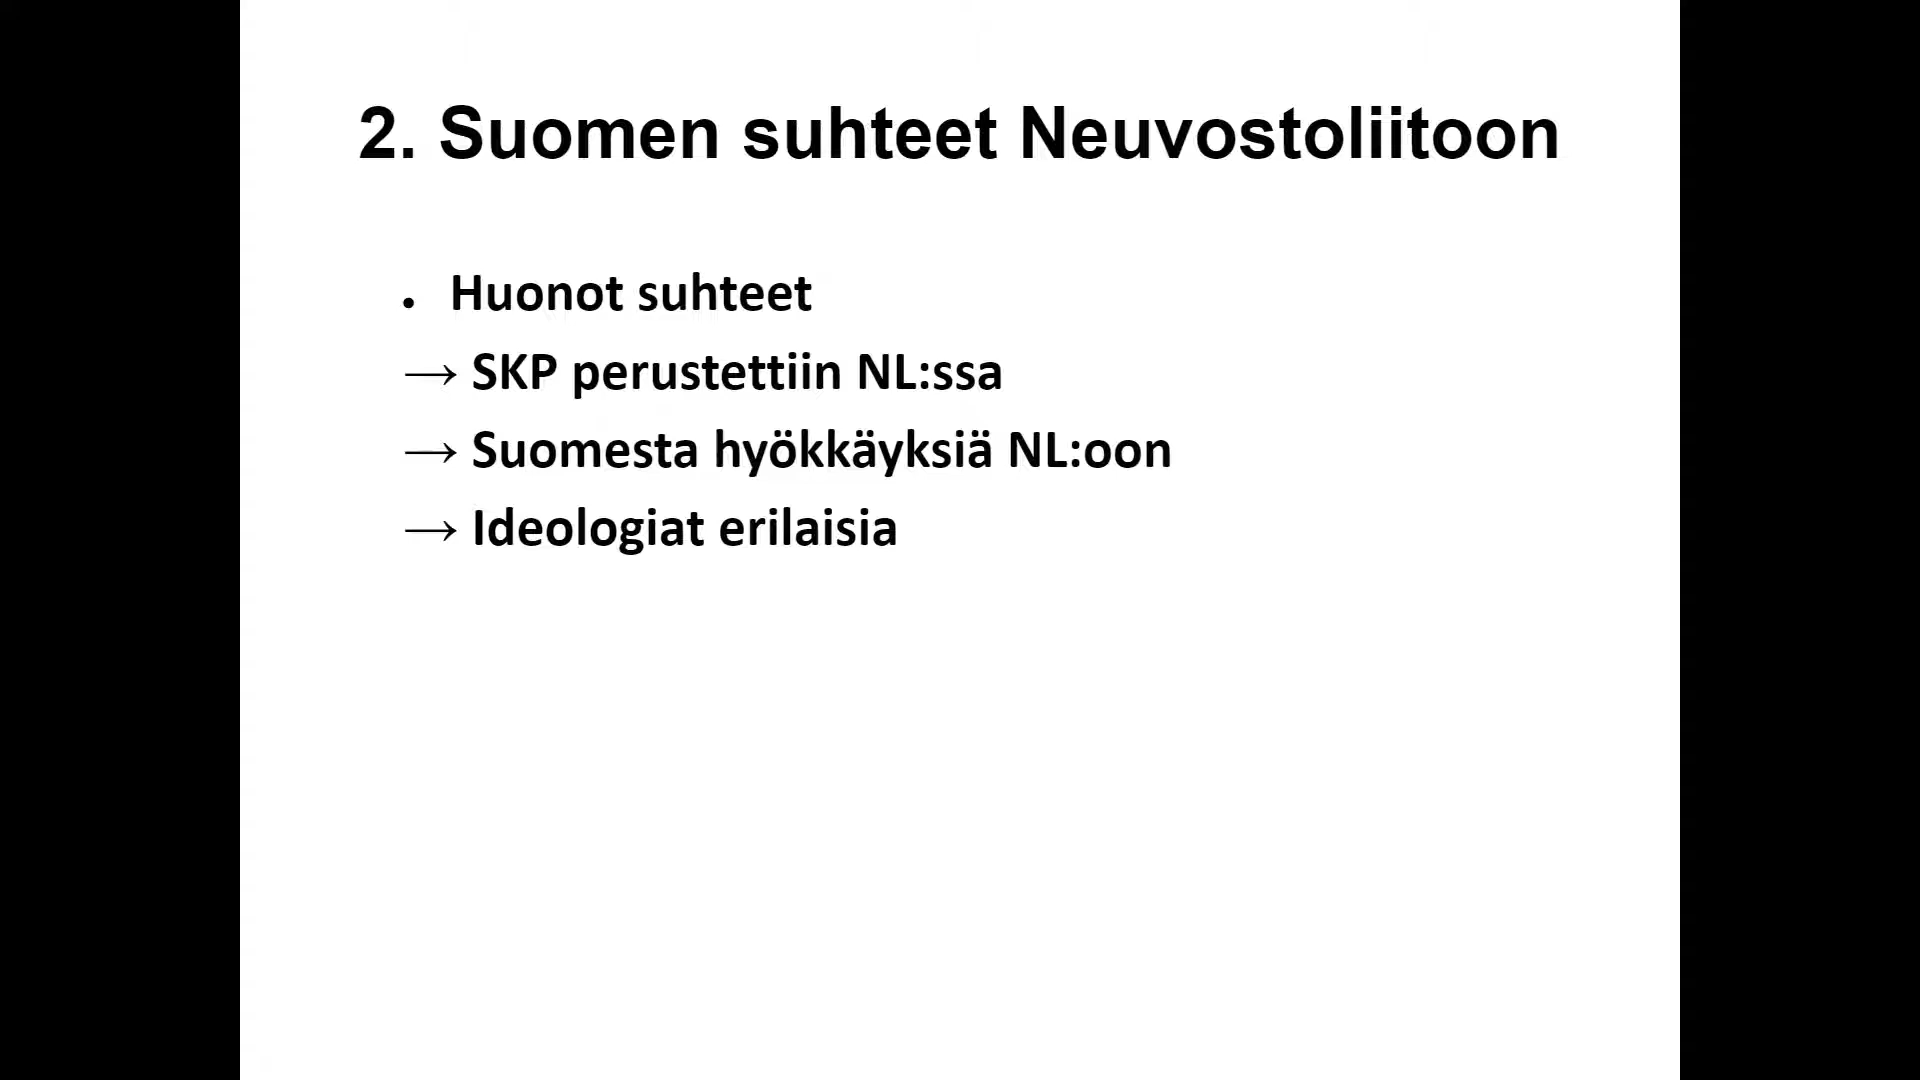 2. Suomen suhteet Neuvostoliitoon
• Huonot suhteet
→ SKP perustettiin NL:ssa
→ Suomesta hyökkäyksiä NL:oon
→ Ideologiat erilaisia